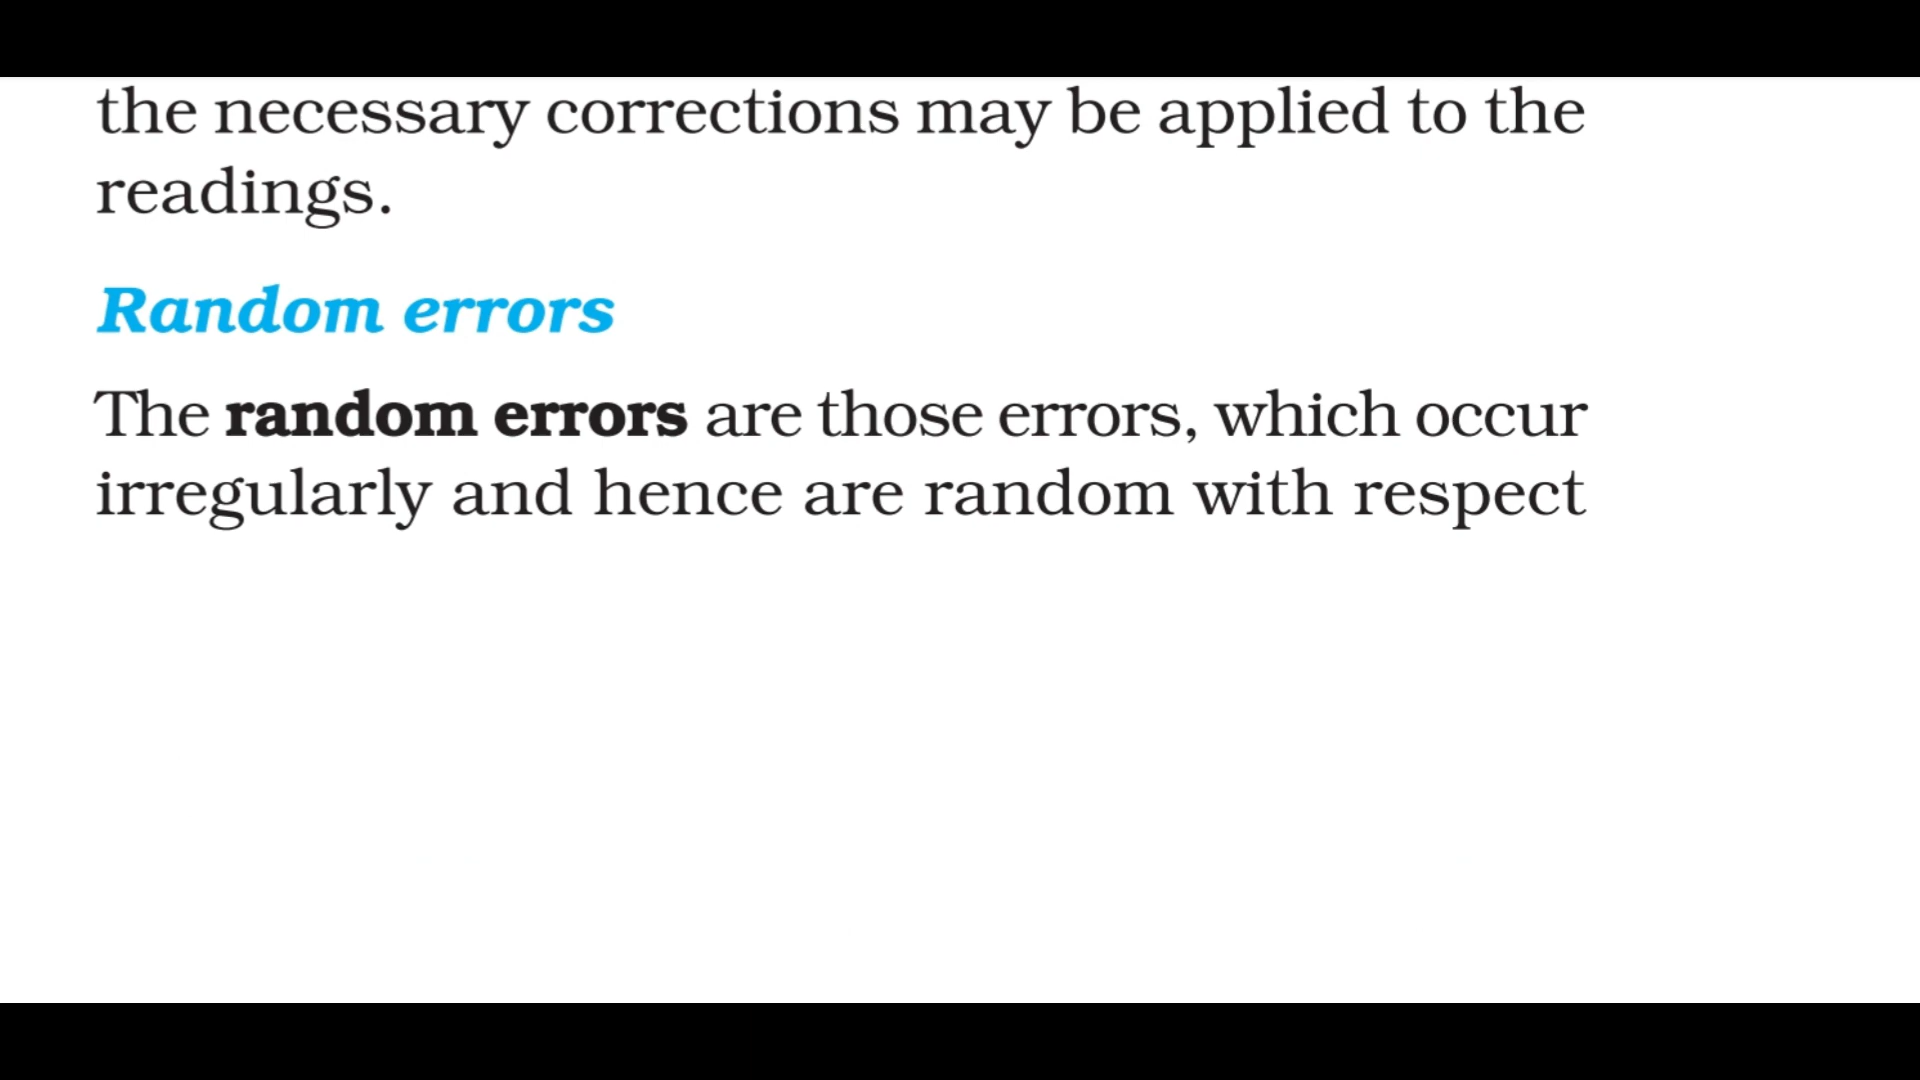 the necessary corrections may be applied to the
readings.
Random errors
The random errors are those errors, which occur
irregularly and hence are random with respect